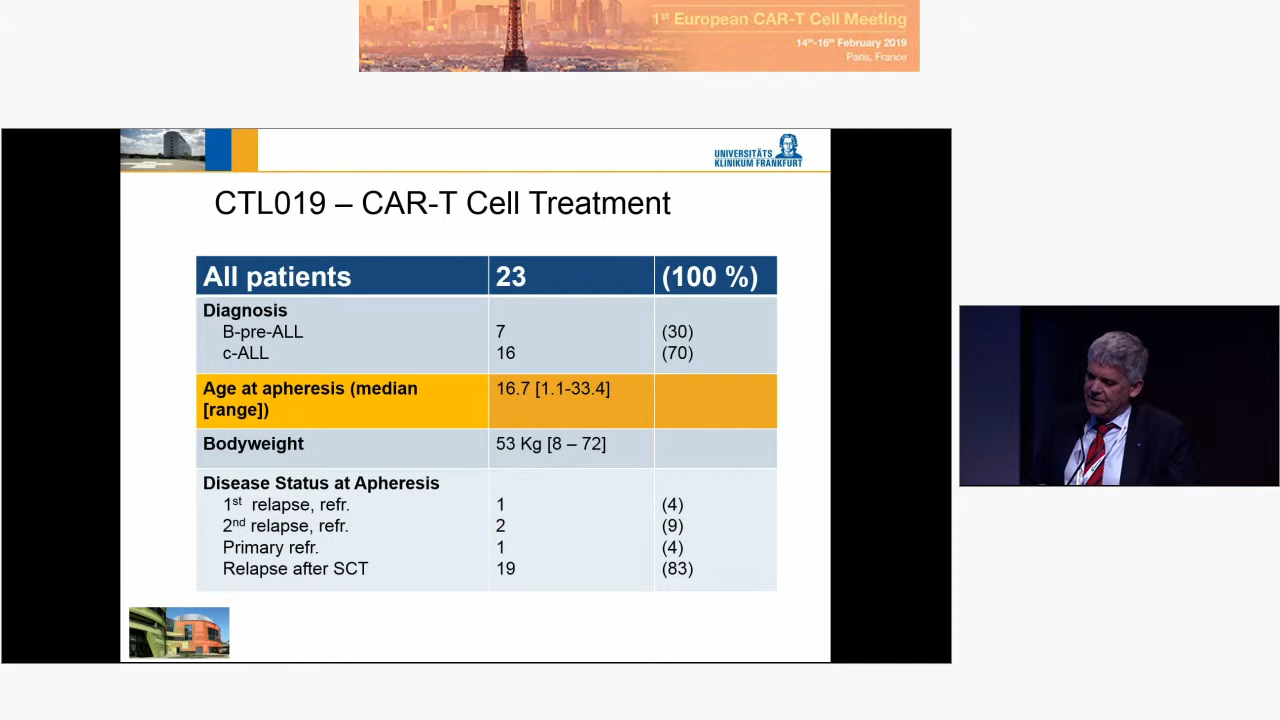 1st European CAR-T Cell Meeting
14th-16th February 2019
Paris, France
UNIVERSITÄTS
KLINIKUM FRANKFURT
CTL019 – CAR-T Cell Treatment
All patients 23 (100 %)
Diagnosis
B-pre-ALL 7 (30)
c-ALL 16 (70)
Age at apheresis (median 16.7 [1.1-33.4]
[range])
Bodyweight 53 Kg [8 – 72]
Disease Status at Apheresis
1st relapse, refr. 1 (4)
2nd relapse, refr. 2 (9)
Primary refr. 1 (4)
Relapse after SCT 19 (83)